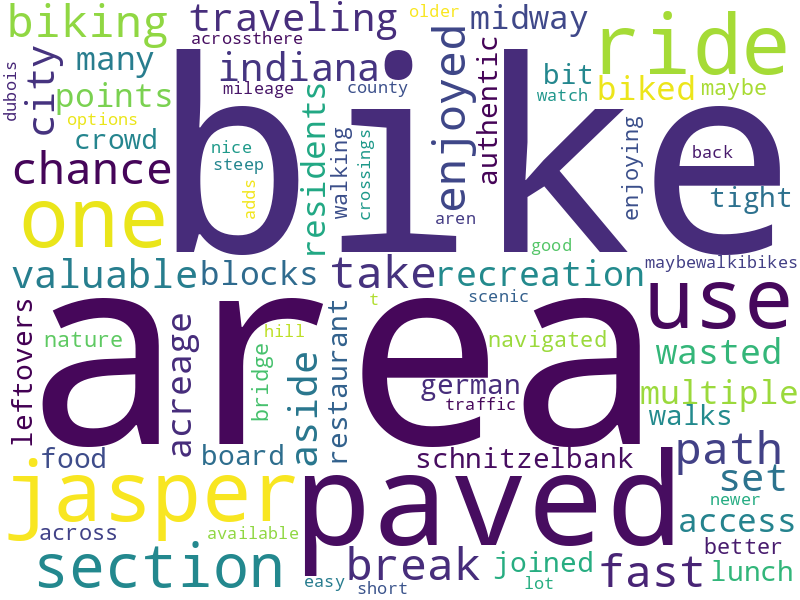 biking
traveling
older
midway
ride
acrossthere
many
indiana
bit
dubois
city
mileage
county
enjoyed
authentic
watch
biked
maybe
points
options
crowd
bike
nice
steep
residents
walking
crossings
enjoying
back
chance
adds
aren
tight
one
good
valuable
blocks
take
recreation
maybewalkibikes
area
t
scenic
use
leftovers
nature
acreage
hill
bridge
aside
restaurant
navigated
wasted
german
traffic
multiple
walks
food
board
schnitzelbank
path
jasper
paved
set
newer
across
available
access
section
easy
break
short
joined
lot
fast
better
lunch